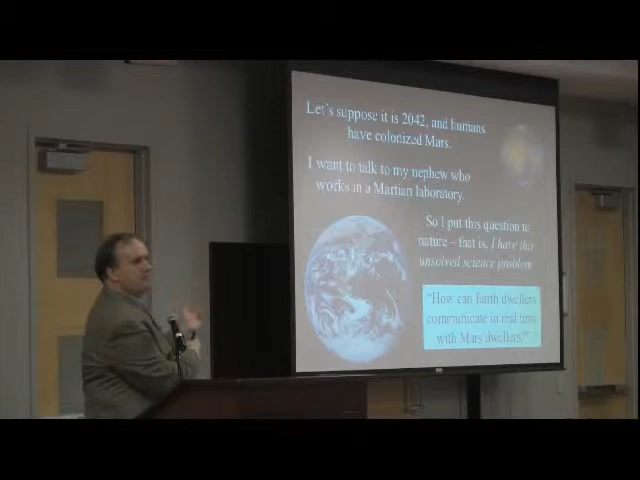 Let's suppose it is 2042, and humans
have colonized Mars.
I want to talk to my nephew who
works in a Martian laboratory.
So I put this question to
nature – that is, I have this
unsolved science problem
"How can Earth dwellers
communicate in real time
with Mars dwellers?"